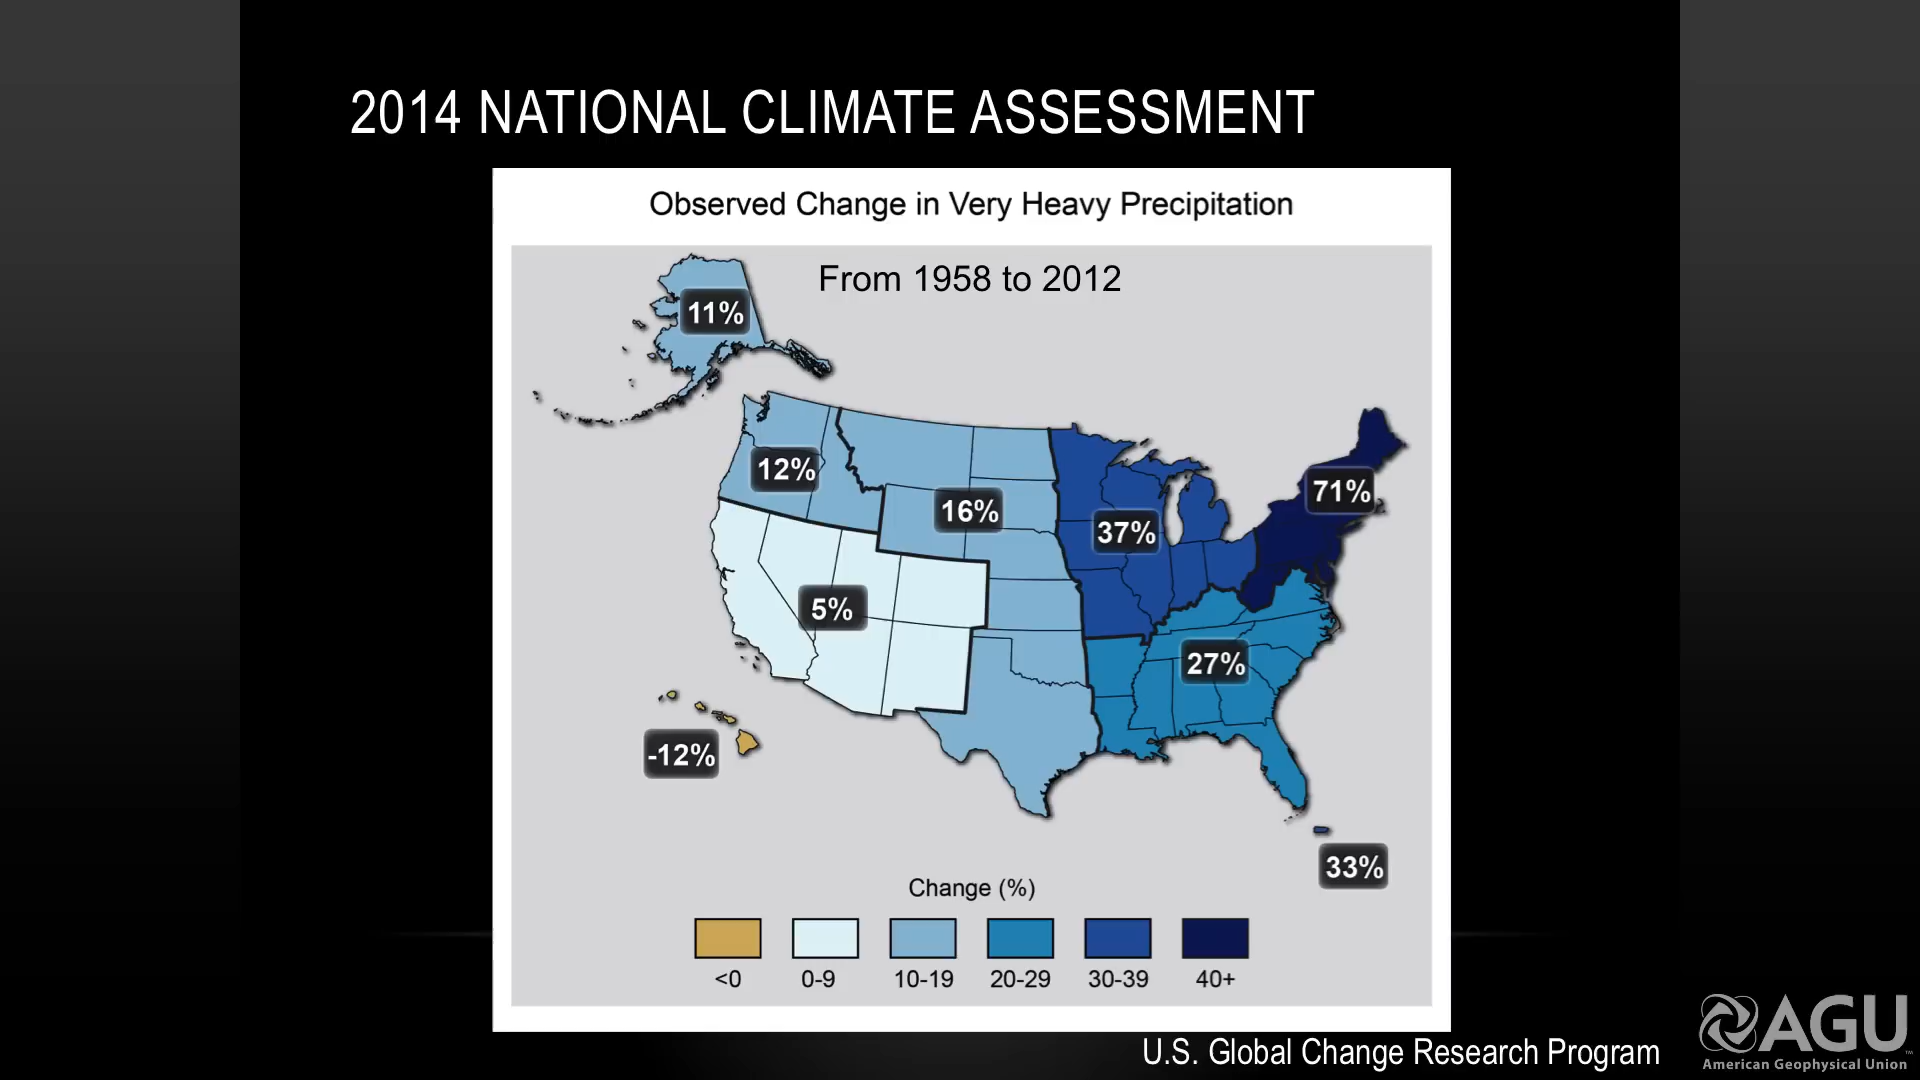 2014 NATIONAL CLIMATE ASSESSMENT
Observed Change in Very Heavy Precipitation
From 1958 to 2012
11%
12%
16%
37%
71%
5%
27%
-12%
33%
Change (%)
<0
0-9
10-19
20-29
30-39
40+
U.S. Global Change Research Program
AGU
American Geophysical Union